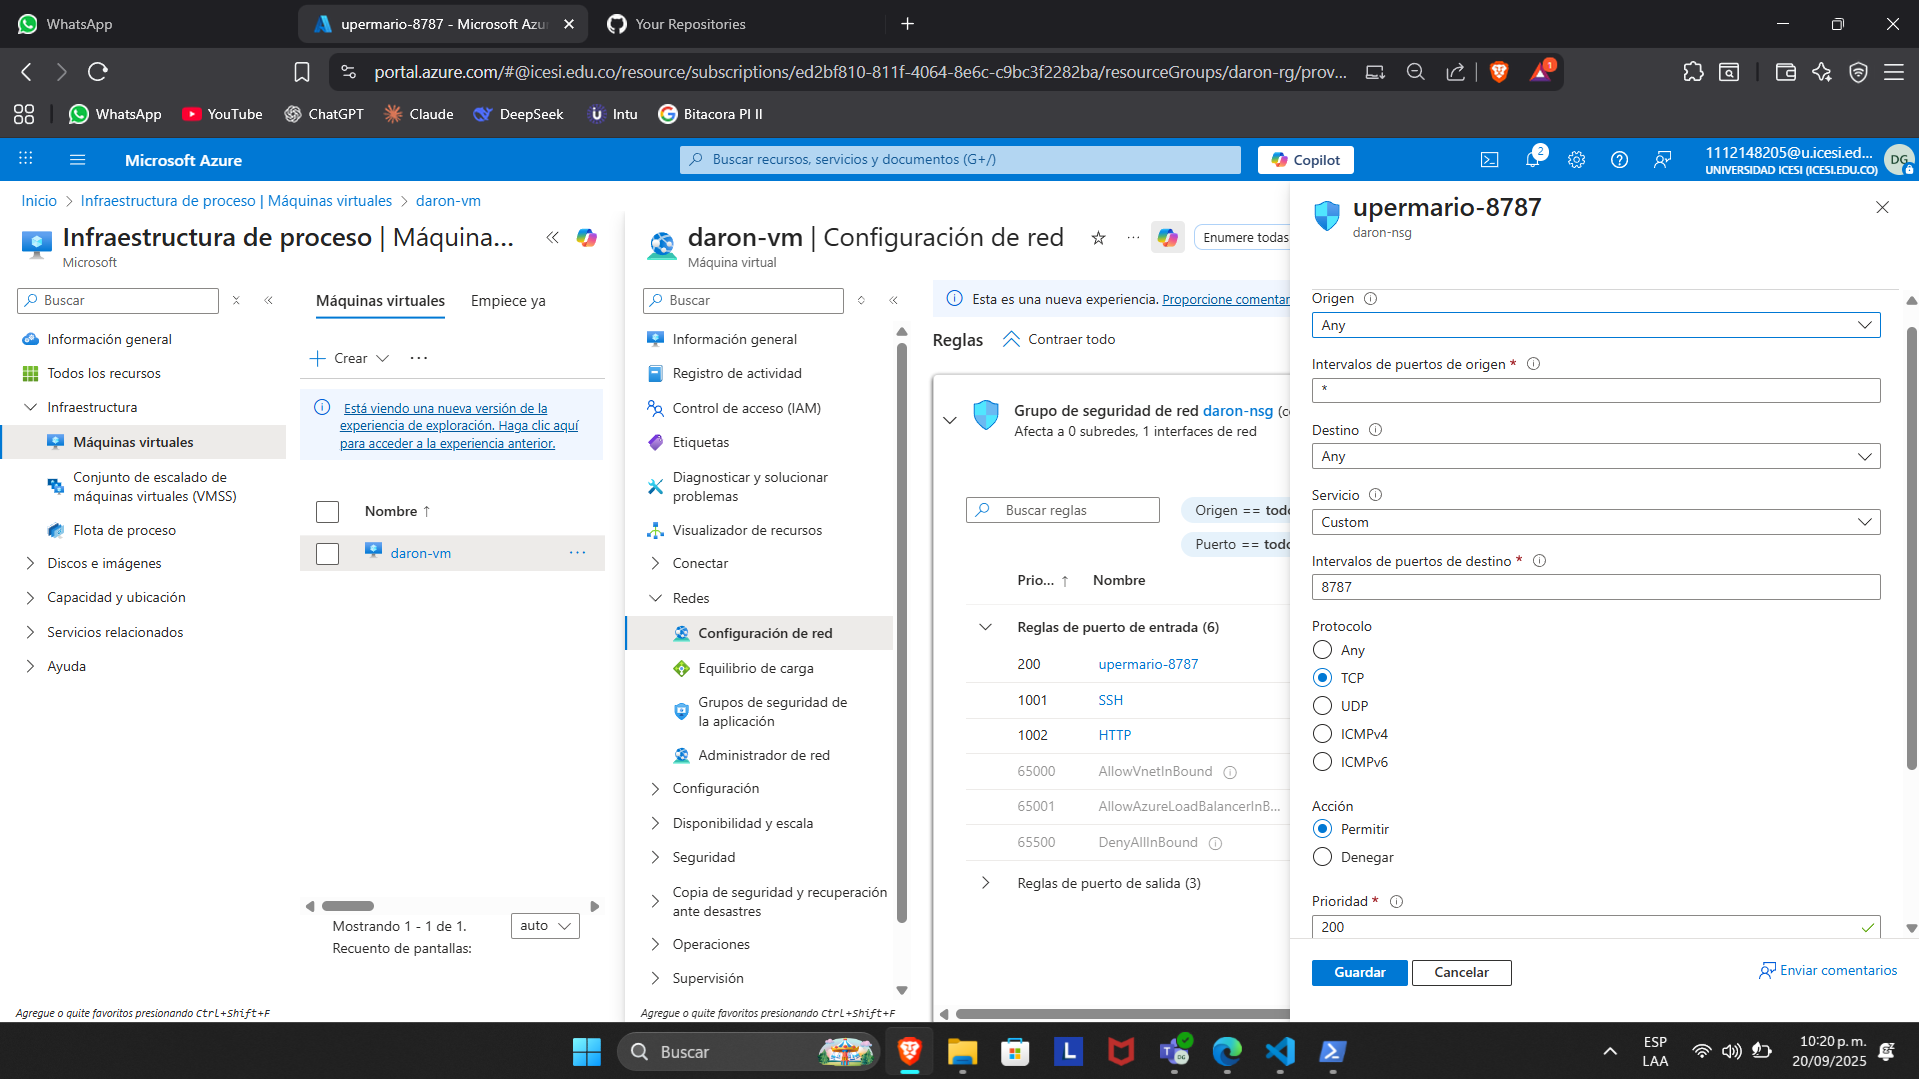 WhatsApp
upermario-8787 - Microsoft Azu
Your Repositories
portal.azure.com/#@icesi.edu.co/resource/subscriptions/ed2bf810-811f-4064-8e6c-c9bc3f2282ba/resourceGroups/daron-rg/prov...
1
WhatsApp
YouTube
ChatGPT
Claude
DeepSeek
Intu
Bitacora PI II
Microsoft Azure
Buscar recursos, servicios y documentos (G+/)
Copilot
2
1112148205@u.icesi.ed...
UNIVERSIDAD ICESI (ICESI.EDU.CO)
DG
Inicio > Infraestructura de proceso | Máquinas virtuales > daron-vm
Infraestructura de proceso | Máquina...
Microsoft
Buscar
Información general
Todos los recursos
Infraestructura
Máquinas virtuales
Conjunto de escalado de
máquinas virtuales (VMSS)
Flota de proceso
Discos e imágenes
Capacidad y ubicación
Servicios relacionados
Ayuda
Agregue o quite favoritos presionando Ctrl+Shift+F
Máquinas virtuales
Empiece ya
Crear
Está viendo una nueva versión de la
experiencia de exploración. Haga clic aquí
para acceder a la experiencia anterior.
Nombre ↑
daron-vm
Mostrando 1 - 1 de 1.
Recuento de pantallas:
auto
daron-vm | Configuración de red
Máquina virtual
Enumere todas
Buscar
Información general
Registro de actividad
Control de acceso (IAM)
Etiquetas
Diagnosticar y solucionar
problemas
Visualizador de recursos
Conectar
Redes
Configuración de red
Equilibrio de carga
Grupos de seguridad de
la aplicación
Administrador de red
Configuración
Disponibilidad y escala
Seguridad
Copia de seguridad y recuperación
ante desastres
Operaciones
Supervisión
Agregue o quite favoritos presionando Ctrl+Shift+F
Esta es una nueva experiencia. Proporcione comentar
Reglas
Contraer todo
Grupo de seguridad de red daron-nsg (c
Afecta a 0 subredes, 1 interfaces de red
Buscar reglas
Origen == todo
Puerto == todo
Prio... ↑
Nombre
Reglas de puerto de entrada (6)
200 upermario-8787
1001 SSH
1002 HTTP
65000 AllowVnetInBound
65001 AllowAzureLoadBalancerInB...
65500 DenyAllInBound
Reglas de puerto de salida (3)
upermario-8787
daron-nsg
Origen
Any
Intervalos de puertos de origen *
*
Destino
Any
Servicio
Custom
Intervalos de puertos de destino *
8787
Protocolo
Any
TCP
UDP
ICMPv4
ICMPv6
Acción
Permitir
Denegar
Prioridad *
200
Guardar
Cancelar
Enviar comentarios
Buscar
L
DG
ESP
LAA
10:20 p. m.
20/09/2025